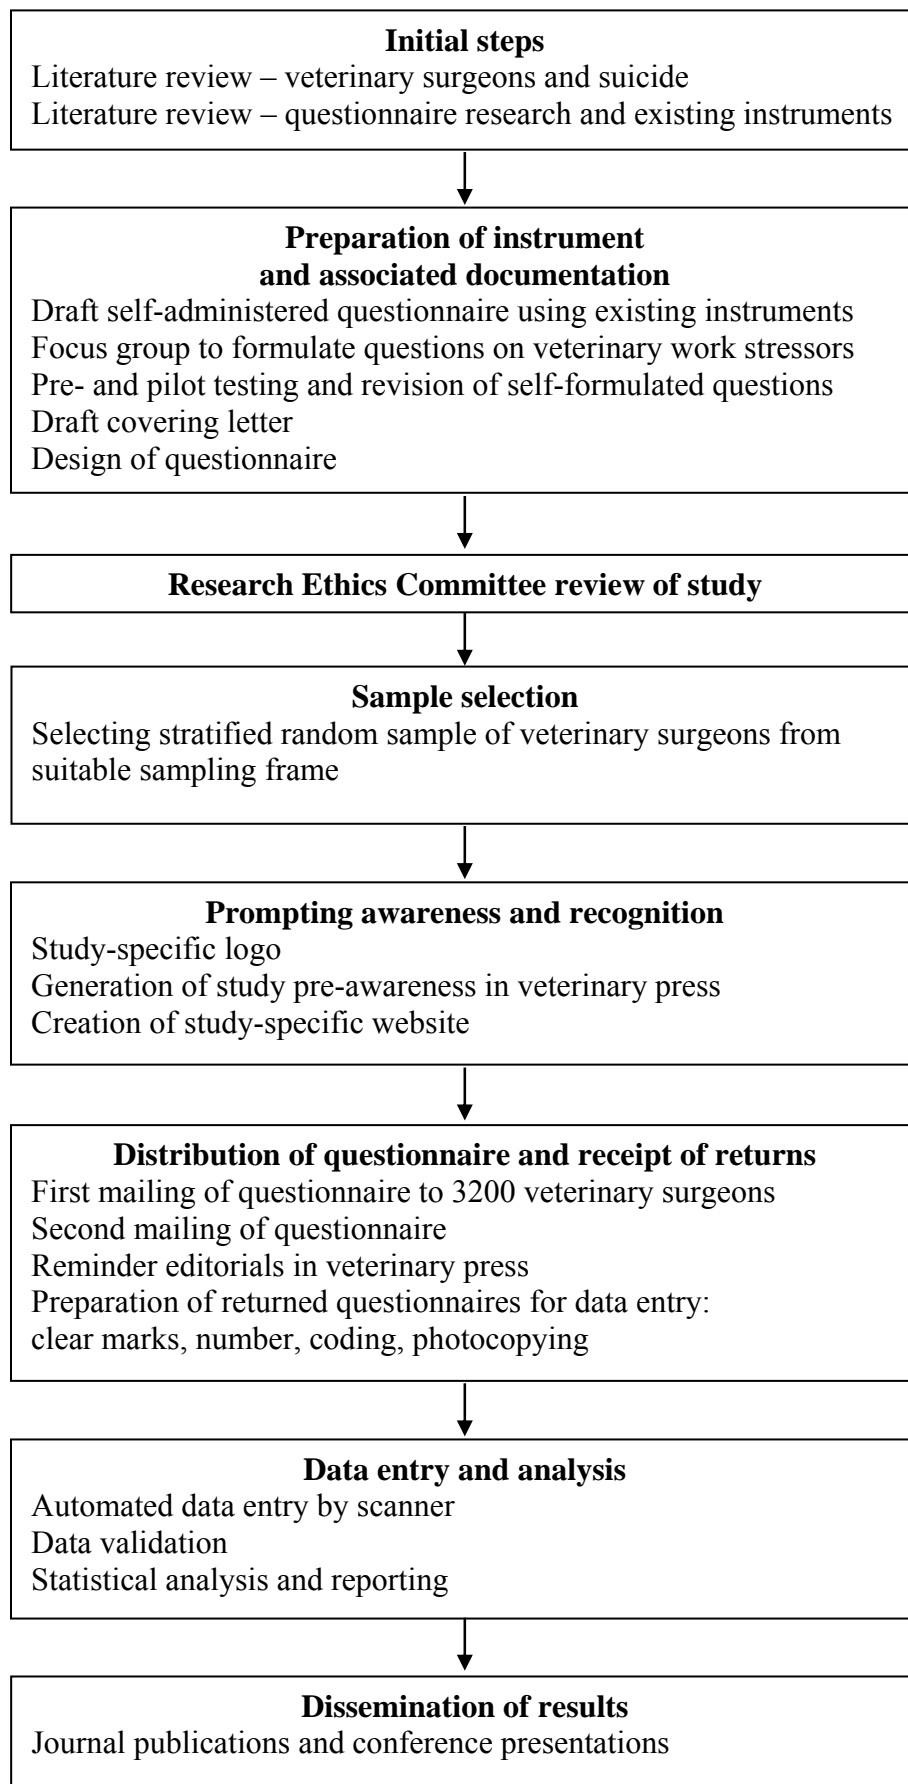 Initial steps
Literature review – veterinary surgeons and suicide
Literature review – questionnaire research and existing instruments
Preparation of instrument
and associated documentation
Draft self-administered questionnaire using existing instruments
Focus group to formulate questions on veterinary work stressors
Pre- and pilot testing and revision of self-formulated questions
Draft covering letter
Design of questionnaire
Research Ethics Committee review of study
Sample selection
Selecting stratified random sample of veterinary surgeons from
suitable sampling frame
Prompting awareness and recognition
Study-specific logo
Generation of study pre-awareness in veterinary press
Creation of study-specific website
Distribution of questionnaire and receipt of returns
First mailing of questionnaire to 3200 veterinary surgeons
Second mailing of questionnaire
Reminder editorials in veterinary press
Preparation of returned questionnaires for data entry:
clear marks, number, coding, photocopying
Data entry and analysis
Automated data entry by scanner
Data validation
Statistical analysis and reporting
Dissemination of results
Journal publications and conference presentations